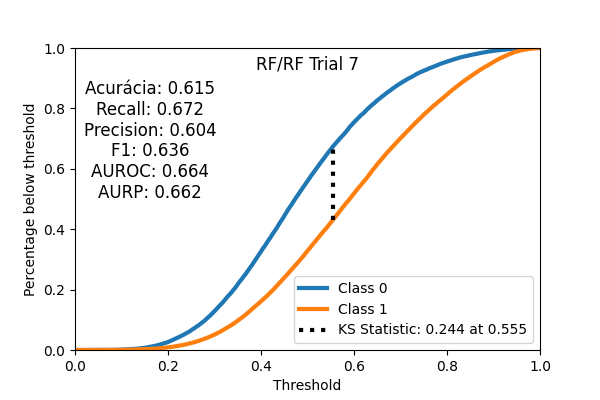 RF/RF Trial 7
Acurácia: 0.615
Recall: 0.672
Precision: 0.604
F1: 0.636
AUROC: 0.664
AURP: 0.662
Percentage below threshold
1.0
0.8
0.6
0.4
0.2
0.0
Class 0
Class 1
KS Statistic: 0.244 at 0.555
0.0 0.2 0.4 0.6 0.8 1.0
Threshold